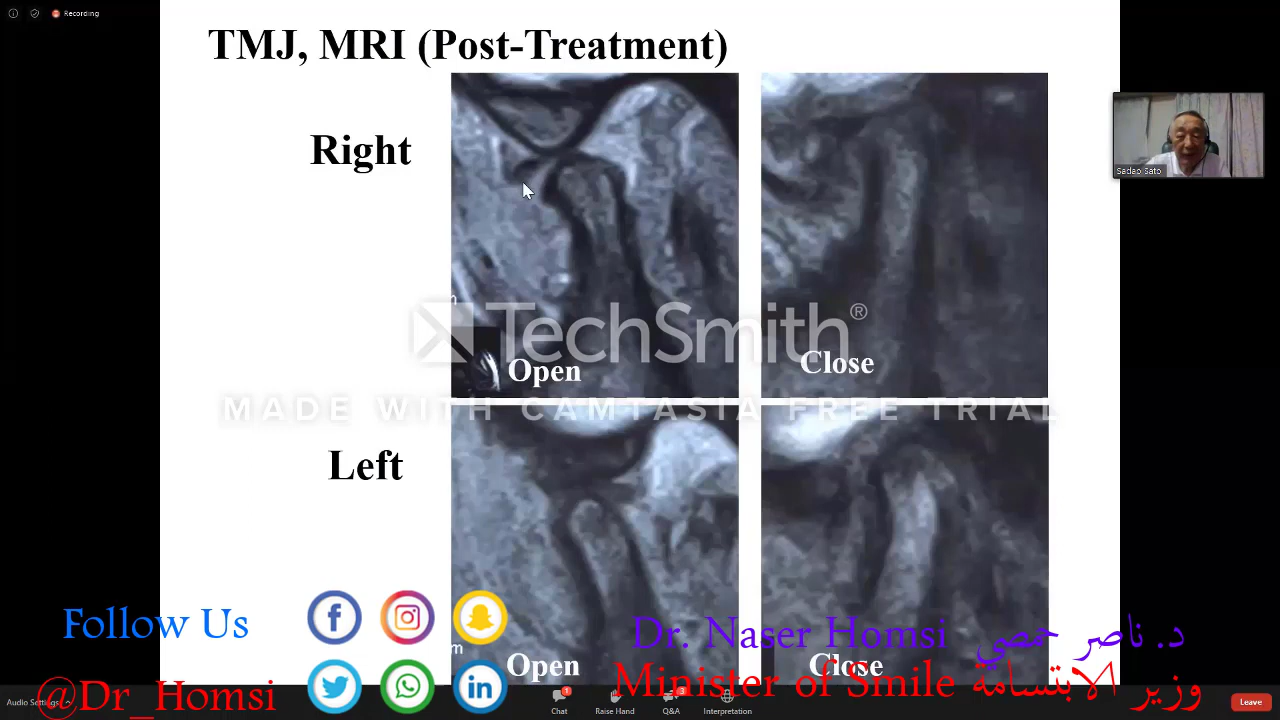 Recording
TMJ, MRI (Post-Treatment)
Right
Sadao Sato
m
TechSmith®
Open
Close
MADE WITH CAMTASIA FREE TRIAL
Left
Follow Us
Dr. Naser Homsi د. ناصر حمصي
m
Open
Close
Minister of Smile وزير الابتسامة
@Dr_Homsi
Audio Settings
Chat
1
Raise Hand
Q&A
3
Interpretation
Leave